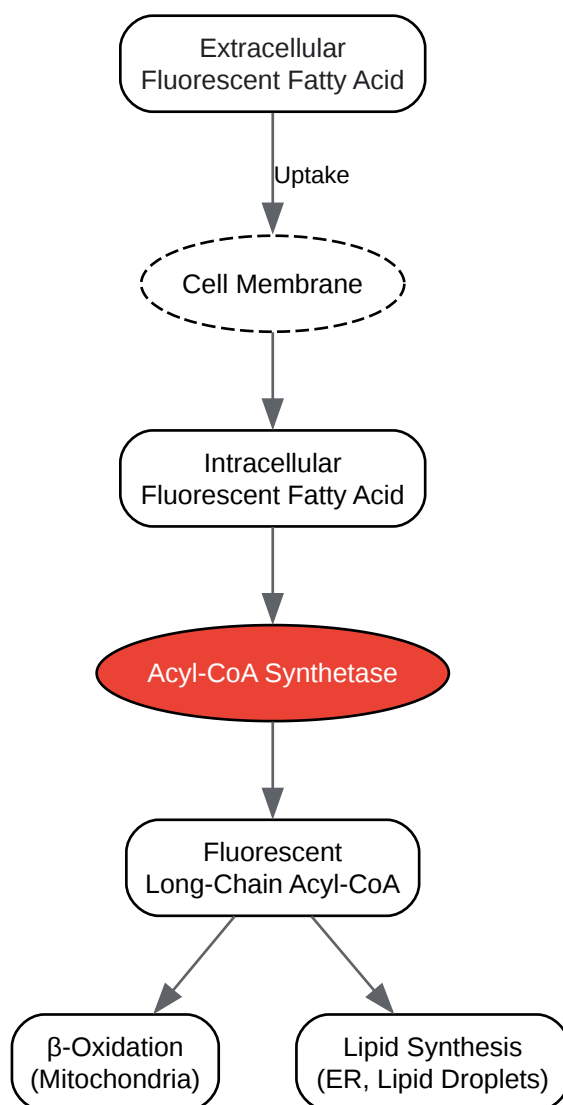 Extracellular
Fluorescent Fatty Acid
Uptake
Cell Membrane
Intracellular
Fluorescent Fatty Acid
Acyl-CoA Synthetase
Fluorescent
Long-Chain Acyl-CoA
β-Oxidation
(Mitochondria)
Lipid Synthesis
(ER, Lipid Droplets)